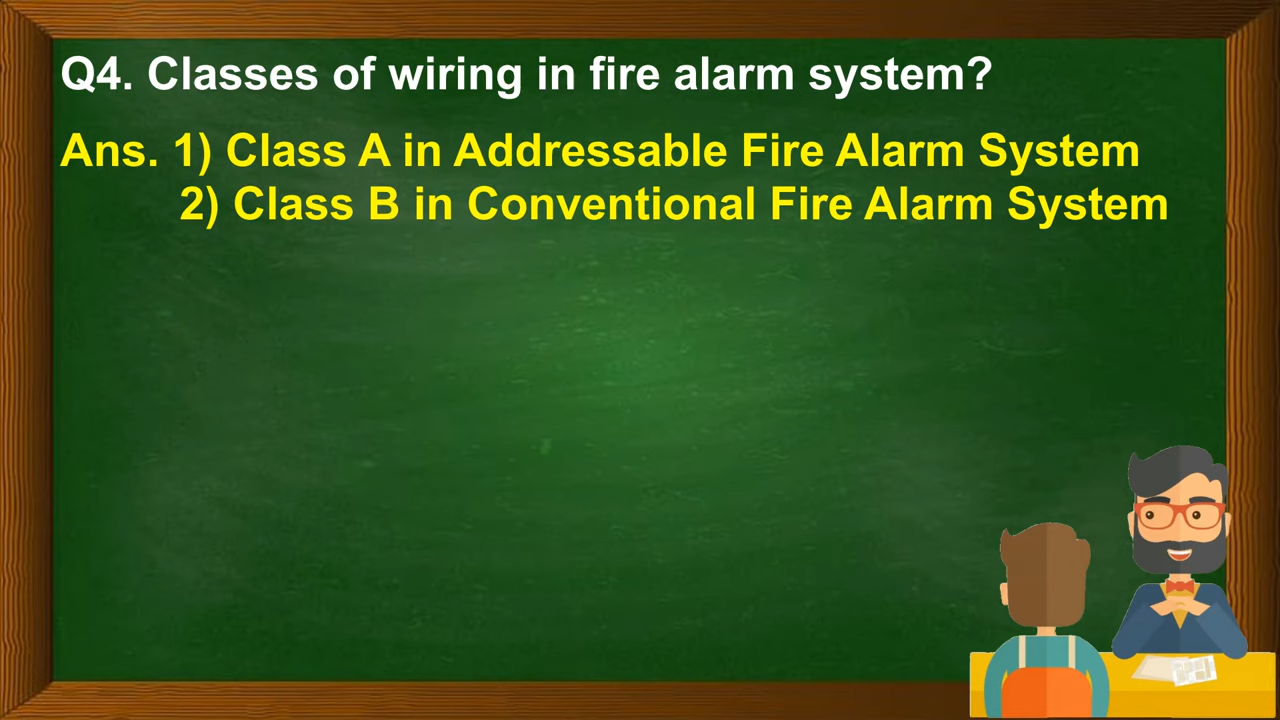 Q4. Classes of wiring in fire alarm system?
Ans. 1) Class A in Addressable Fire Alarm System
2) Class B in Conventional Fire Alarm System